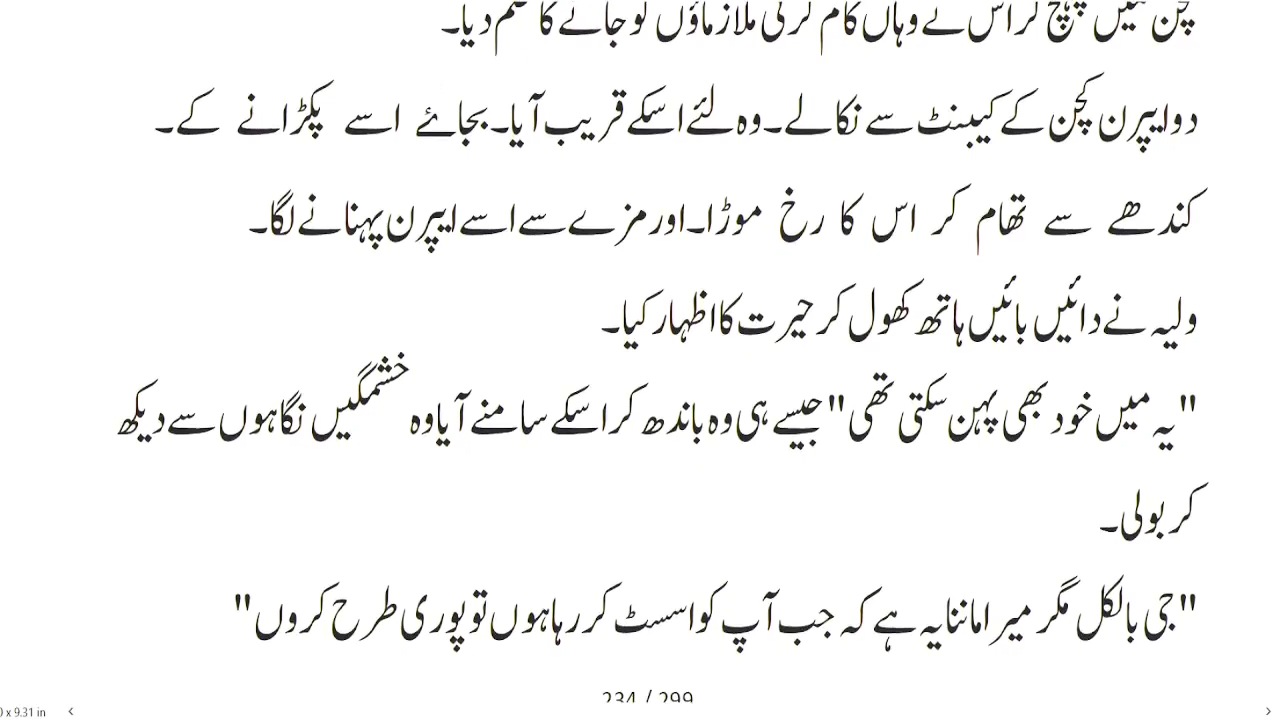 کچن میں پہنچ کر اس نے وہاں کام کرتی ملازماؤں کو جانے کا حکم دیا۔
دو ایپرن کچن کے کیبنٹ سے نکالے۔ وہ لئے اسکے قریب آیا۔ بجائے اسے پکڑانے کے۔
کندھے سے تھام کر اس کا رخ موڑا۔ اور مزے سے اسے ایپرن پہنانے لگا۔
ولیہ نے دائیں بائیں ہاتھ کھول کر حیرت کا اظہار کیا۔
"یہ میں خود بھی پہن سکتی تھی" جیسے ہی وہ باندھ کر اسکے سامنے آیا وہ خشمگیں نگاہوں سے دیکھ
کر بولی۔
"جی بالکل مگر میرا ماننا یہ ہے کہ جب آپ کو اسسٹ کر رہا ہوں تو پوری طرح کروں"
234 / 299
0 x 9.31 in